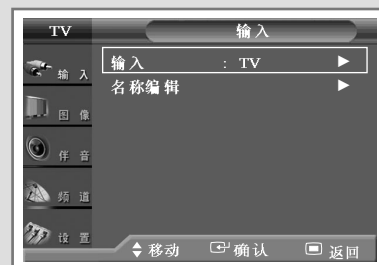 TV 输入
输入 : TV ►
名称编辑 ►
输入
图像
伴音
频道
设置
移动 确认 返回